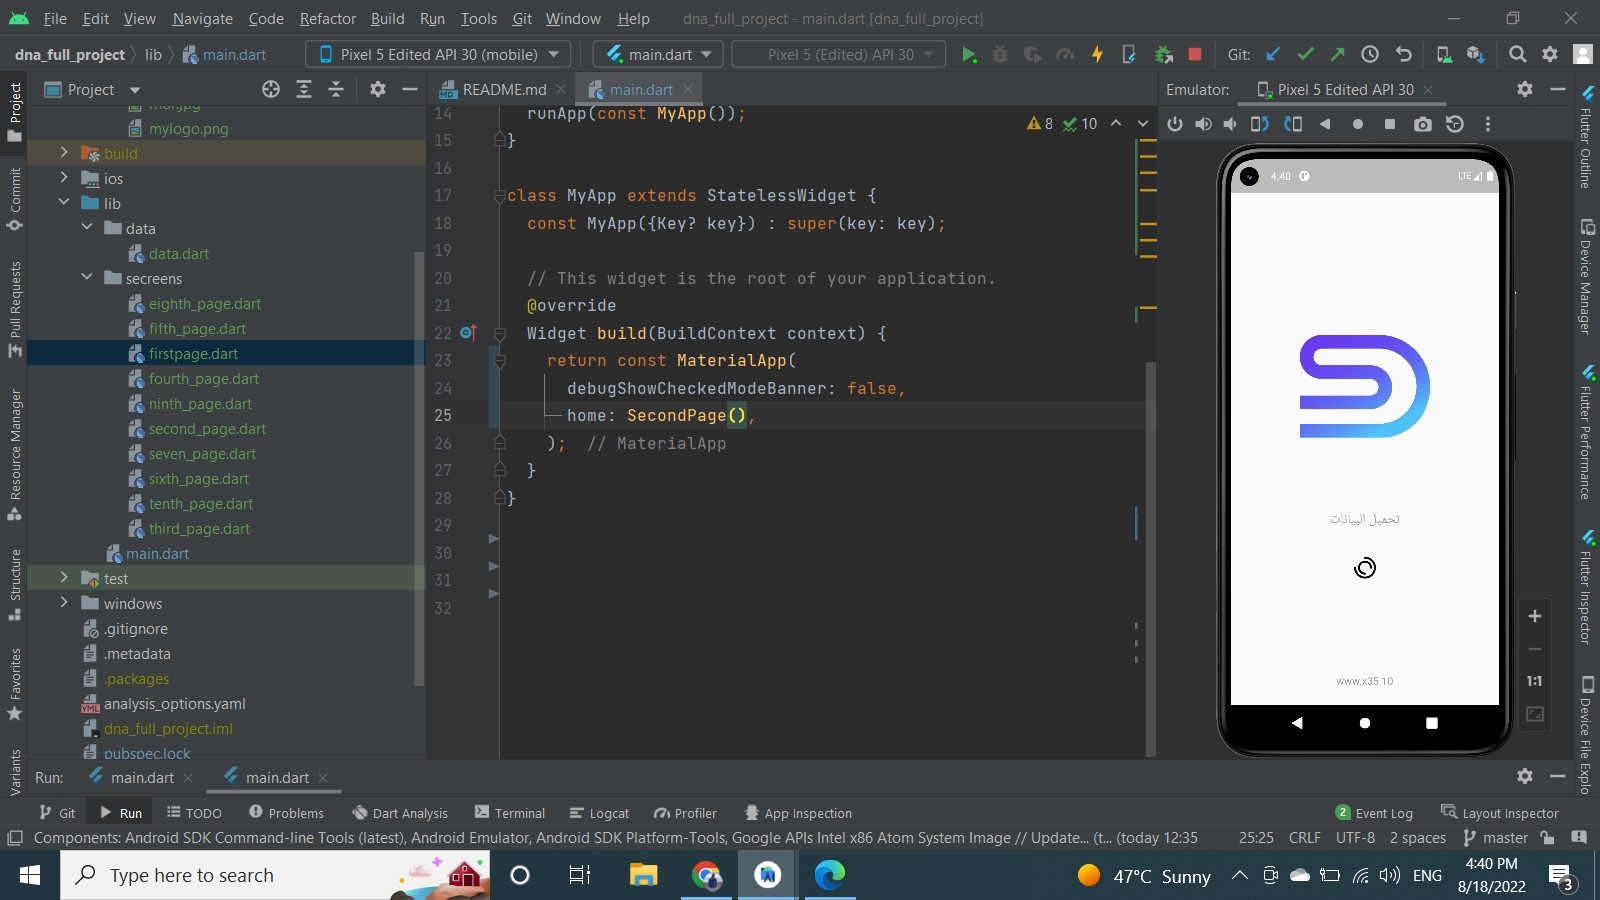 File Edit View Navigate Code Refactor Build Run Tools Git Window Help dna_full_project - main.dart [dna_full_project]
dna_full_project lib main.dart Pixel 5 Edited API 30 (mobile) main.dart Pixel 5 (Edited) API 30 Git:
Project
README.md
main.dart
Emulator: Pixel 5 Edited API 30
mylogo.png
build
ios
lib
data
data.dart
secreens
eighth_page.dart
fifth_page.dart
firstpage.dart
fourth_page.dart
ninth_page.dart
second_page.dart
seven_page.dart
sixth_page.dart
tenth_page.dart
third_page.dart
main.dart
test
windows
.gitignore
.metadata
.packages
analysis_options.yaml
dna_full_project.iml
pubspec.lock
8 10
14 runApp(const MyApp());
15 }
16
17 class MyApp extends StatelessWidget {
18 const MyApp({Key? key}) : super(key: key);
19
20 // This widget is the root of your application.
21 @override
22 Widget build(BuildContext context) {
23 return const MaterialApp(
24 debugShowCheckedModeBanner: false,
25 home: SecondPage(),
26 ); // MaterialApp
27 }
28 }
29
30
31
32
4:40 LTE
تحميل البيانات
www.x35.10
1:1
Project
Commit
Pull Requests
Resource Manager
Structure
Favorites
Variants
Flutter Outline
Device Manager
Flutter Performance
Flutter Inspector
Device File Explo
Run: main.dart main.dart
Git Run TODO Problems Dart Analysis Terminal Logcat Profiler App Inspection 2 Event Log Layout Inspector
Components: Android SDK Command-line Tools (latest), Android Emulator, Android SDK Platform-Tools, Google APIs Intel x86 Atom System Image // Update... (t... (today 12:35 25:25 CRLF UTF-8 2 spaces master
Type here to search
47°C Sunny
ENG
4:40 PM
8/18/2022
3